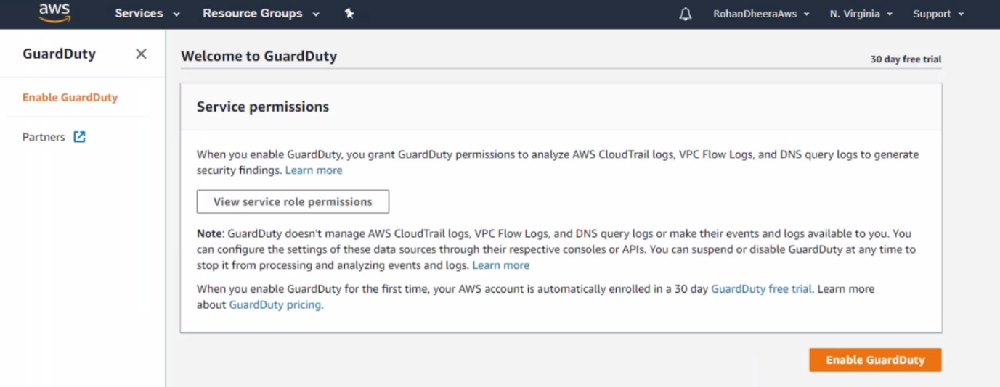 aws Services Resource Groups RohanDheeraAws N. Virginia Support
GuardDuty
Enable GuardDuty
Partners
Welcome to GuardDuty
30 day free trial
Service permissions
When you enable GuardDuty, you grant GuardDuty permissions to analyze AWS CloudTrail logs, VPC Flow Logs, and DNS query logs to generate
security findings. Learn more
View service role permissions
Note: GuardDuty doesn't manage AWS CloudTrail logs, VPC Flow Logs, and DNS query logs or make their events and logs available to you. You
can configure the settings of these data sources through their respective consoles or APIs. You can suspend or disable GuardDuty at any time to
stop it from processing and analyzing events and logs. Learn more
When you enable GuardDuty for the first time, your AWS account is automatically enrolled in a 30 day GuardDuty free trial. Learn more
about GuardDuty pricing.
Enable GuardDuty